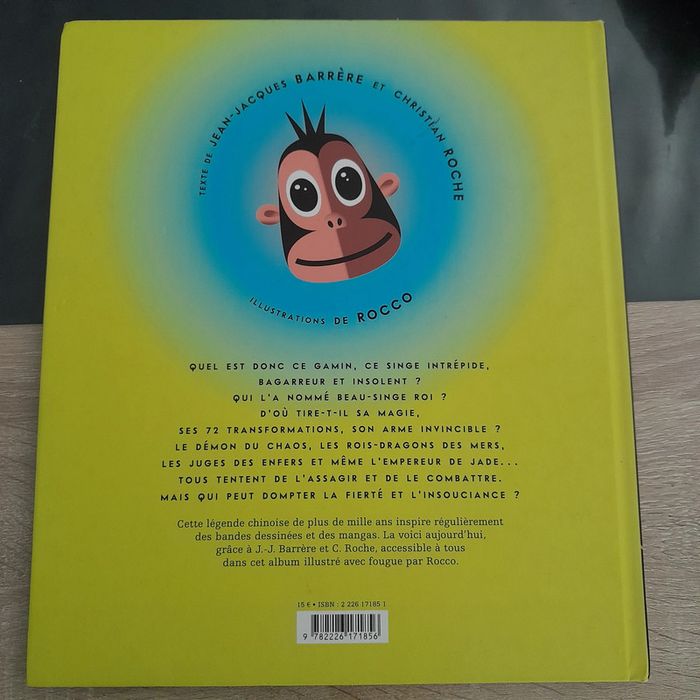 TEXTE DE JEAN-JACQUES BARRÈRE ET CHRISTIAN ROCHE
ILLUSTRATIONS DE ROCCO
QUEL EST DONC CE GAMIN, CE SINGE INTRÉPIDE,
BAGARREUR ET INSOLENT ?
QUI L'A NOMMÉ BEAU-SINGE ROI ?
D'OÙ TIRE-T-IL SA MAGIE,
SES 72 TRANSFORMATIONS, SON ARME INVINCIBLE ?
LE DÉMON DU CHAOS, LES ROIS-DRAGONS DES MERS,
LES JUGES DES ENFERS ET MÊME L'EMPEREUR DE JADE...
TOUS TENTENT DE L'ASSAGIR ET DE LE COMBATTRE.
MAIS QUI PEUT DOMPTER LA FIERTÉ ET L'INSOUCIANCE ?
Cette légende chinoise de plus de mille ans inspire régulièrement
des bandes dessinées et des mangas. La voici aujourd'hui,
grâce à J.-J. Barrère et C. Roche, accessible à tous
dans cet album illustré avec fougue par Rocco.
15 € • ISBN : 2 226 17185 1
9 782226 171856